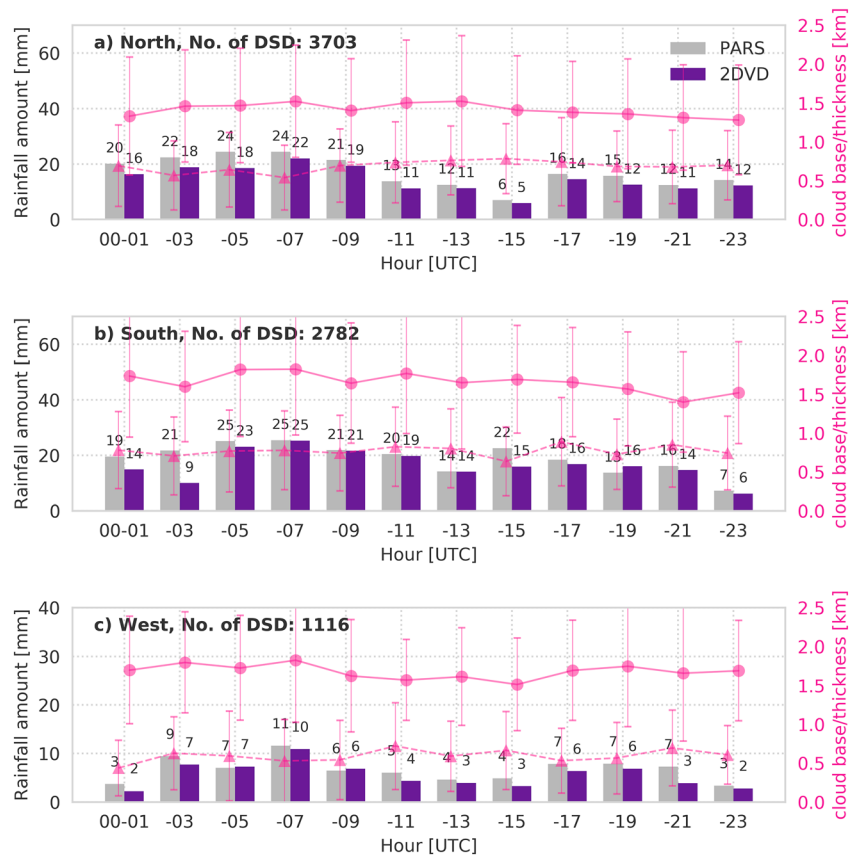 a) North, No. of DSD: 3703
PARS
2DVD
Rainfall amount [mm]
60
40
20
0
20 22 24 24 21 13 12 6 16 15 12 14
16 18 18 22 19 11 11 5 14 12 11 12
00-01 -03 -05 -07 -09 -11 -13 -15 -17 -19 -21 -23
Hour [UTC]
2.5
2.0
1.5
1.0
0.5
0.0
cloud base/thickness [km]
b) South, No. of DSD: 2782
Rainfall amount [mm]
60
40
20
0
19 21 25 25 21 20 14 22 18 13 16 7
14 9 23 25 21 19 14 15 16 16 14 6
00-01 -03 -05 -07 -09 -11 -13 -15 -17 -19 -21 -23
Hour [UTC]
2.5
2.0
1.5
1.0
0.5
0.0
cloud base/thickness [km]
c) West, No. of DSD: 1116
Rainfall amount [mm]
40
30
20
10
0
3 9 7 11 6 5 4 4 7 7 7 3
2 7 7 10 6 4 3 3 6 6 3 2
00-01 -03 -05 -07 -09 -11 -13 -15 -17 -19 -21 -23
Hour [UTC]
2.5
2.0
1.5
1.0
0.5
0.0
cloud base/thickness [km]